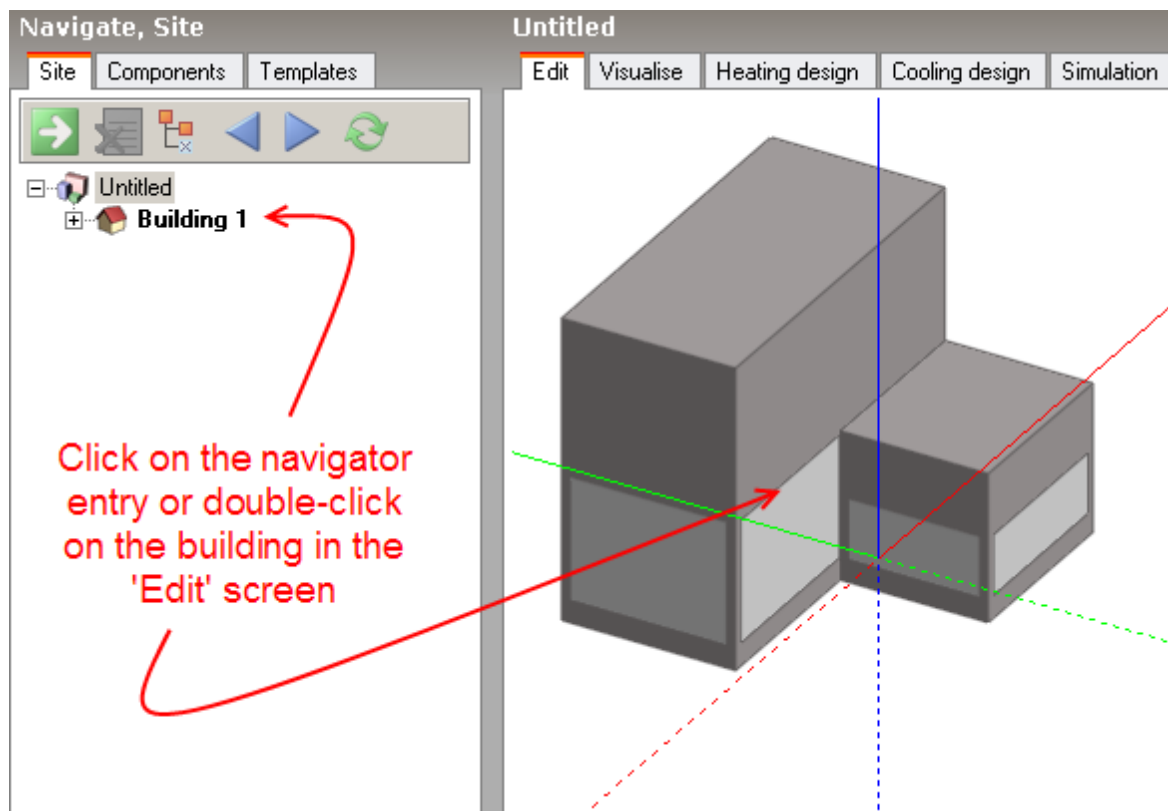 Navigate, Site
Untitled
Site Components Templates
Edit Visualise Heating design Cooling design Simulation
Untitled
Building 1
Click on the navigator
entry or double-click
on the building in the
'Edit' screen